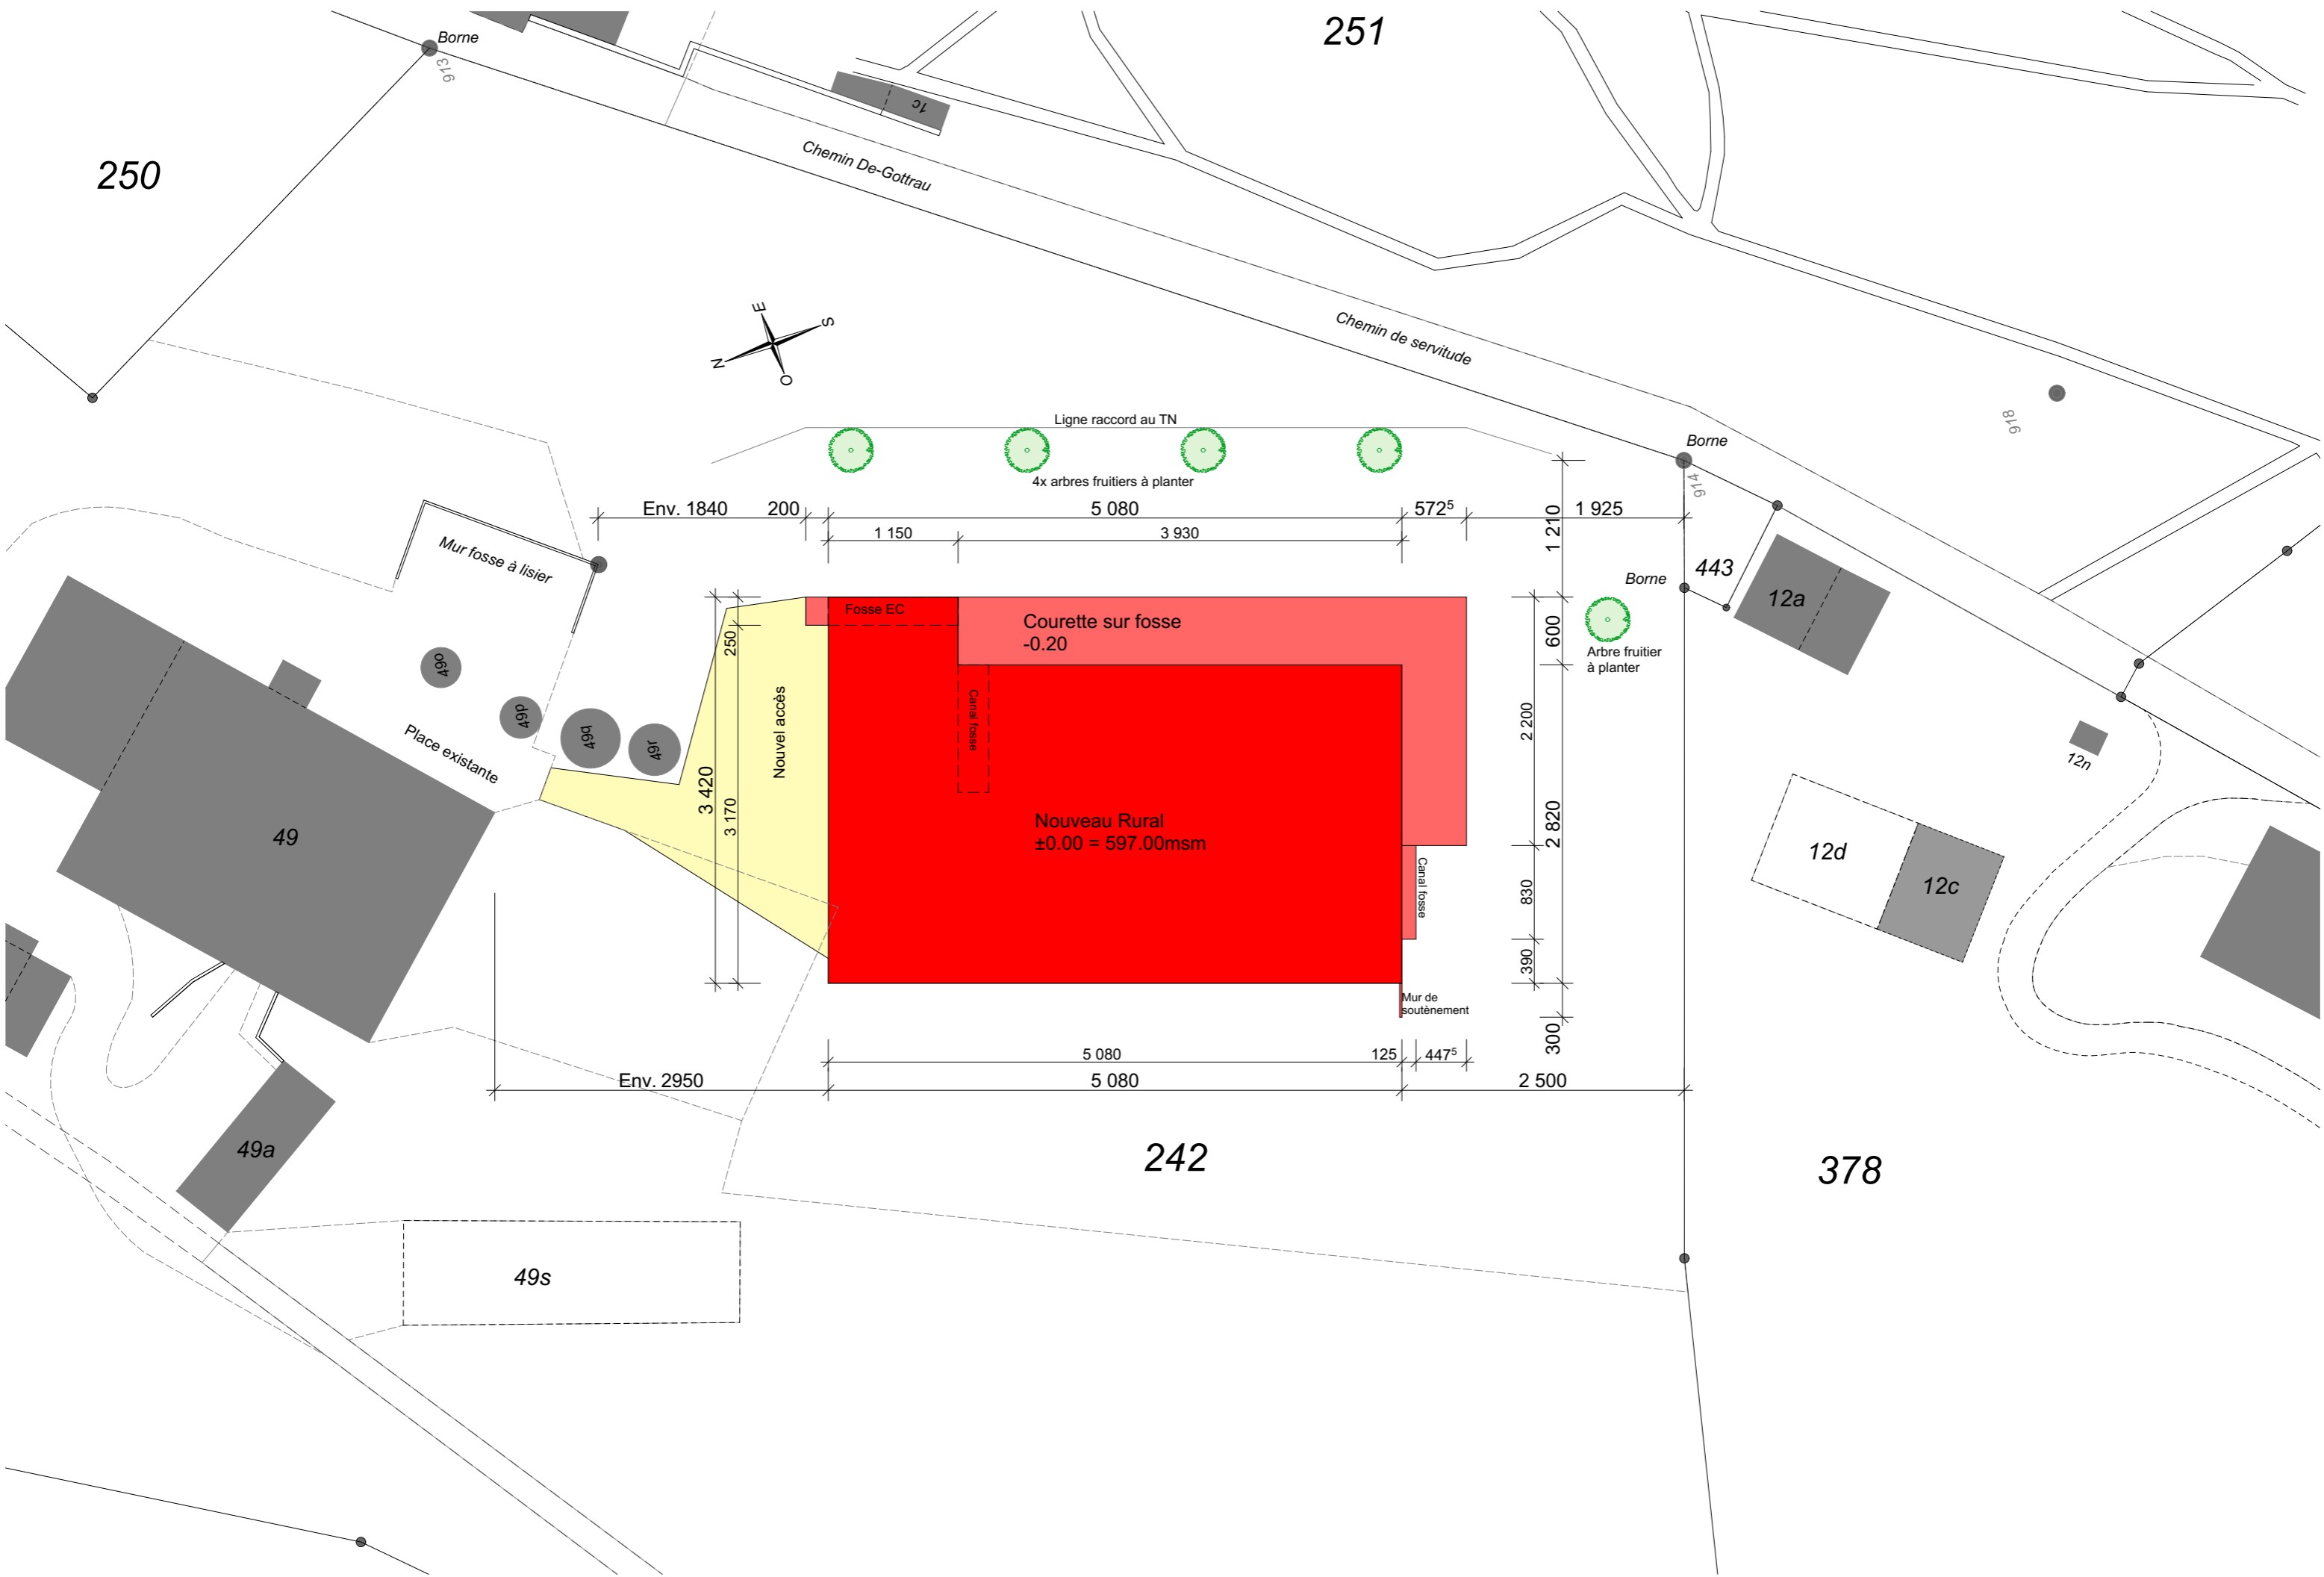 251
Borne
913
1c
250
Chemin De-Gottrau
E
S
N
O
Chemin de servitude
918
Ligne raccord au TN
Borne
914
4x arbres fruitiers à planter
Env. 1840
200
5 080
572⁵
1 925
1 210
1 150
3 930
Mur fosse à lisier
Borne
443
12a
Fosse EC
Courette sur fosse
-0.20
250
600
Arbre fruitier
à planter
49o
49p
49q
49r
Place existante
Nouvel accès
Canal fosse
2 200
12n
3 420
3 170
Nouveau Rural
±0.00 = 597.00msm
2 820
49
12d
12c
Canal fosse
830
390
Mur de
soutènement
300
5 080
125
447⁵
Env. 2950
5 080
2 500
49a
242
378
49s